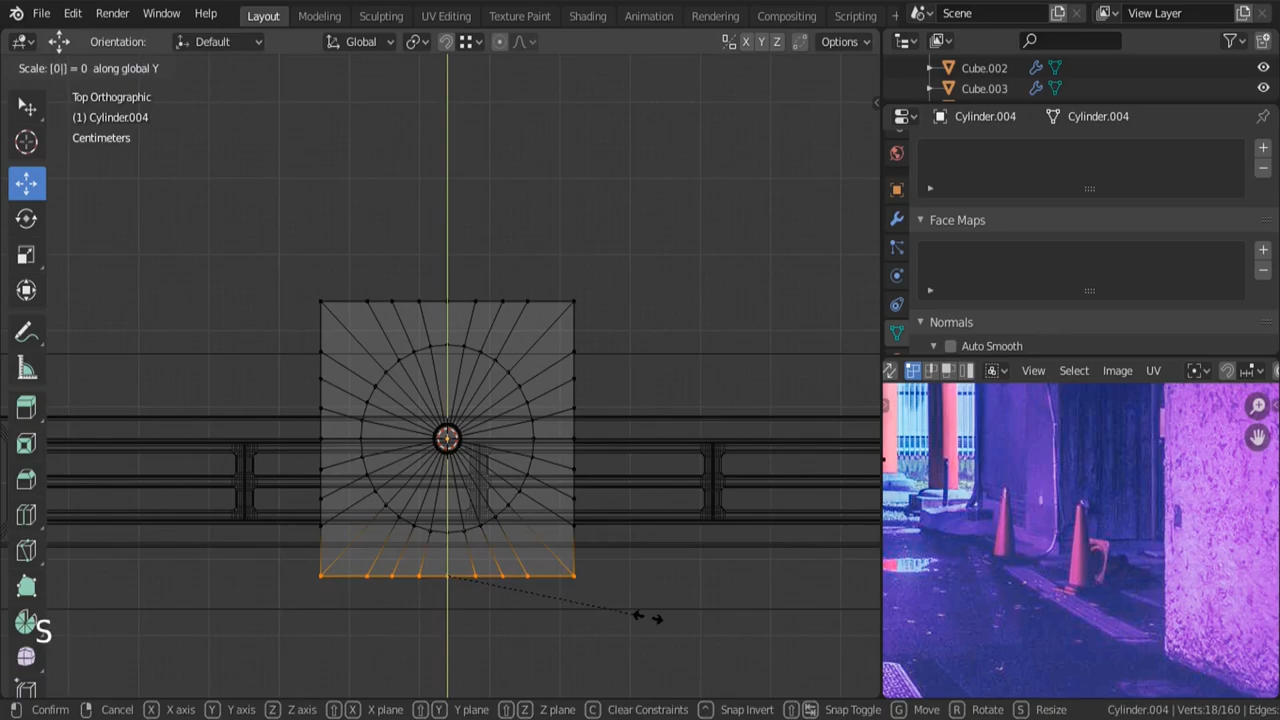 File Edit Render Window Help Layout Modeling Sculpting UV Editing Texture Paint Shading Animation Rendering Compositing Scripting + Scene View Layer
Orientation: Default Global X Y Z Options
Scale: [0|] = 0 along global Y
Top Orthographic
(1) Cylinder.004
Centimeters
Cube.002
Cube.003
Cylinder.004 Cylinder.004
Face Maps
Normals
Auto Smooth
View Select Image UV
S
Confirm Cancel X X axis Y Y axis Z Z axis X X plane Y Y plane Z Z plane C Clear Constraints Snap Invert Snap Toggle G Move R Rotate S Resize Cylinder.004 | Verts:18/160 | Edges: